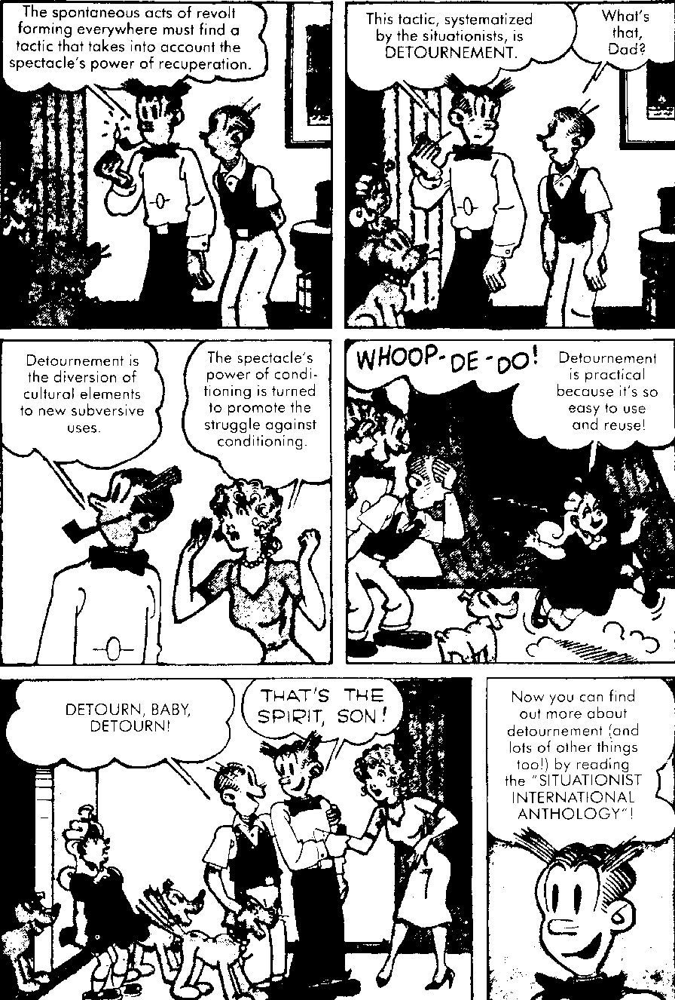 The spontaneous acts of revolt
forming everywhere must find a
tactic that takes into account the
spectacle's power of recuperation.
This tactic, systematized
by the situationists, is
DETOURNEMENT.
What's
that,
Dad?
Detournement is
the diversion of
cultural elements
to new subversive
uses.
The spectacle's
power of condi-
tioning is turned
to promote the
struggle against
conditioning.
WHOOP-DE-DO!
Detournement
is practical
because it's so
easy to use
and reuse!
DETOURN, BABY,
DETOURN!
THAT'S THE
SPIRIT, SON!
Now you can find
out more about
detournement (and
lots of other things
too!) by reading
the "SITUATIONIST
INTERNATIONAL
ANTHOLOGY"!